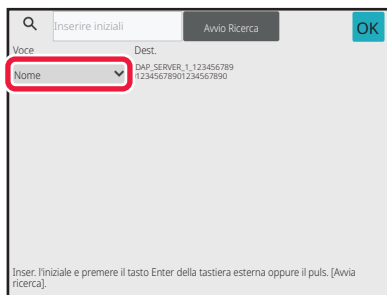 Inserire iniziali
Avvio Ricerca
OK
Voce
Dest.
Nome
DAP_SERVER_1_123456789
12345678901234567890
Inser. l'iniziale e premere il tasto Enter della tastiera esterna oppure il puls. [Avvia
ricerca].